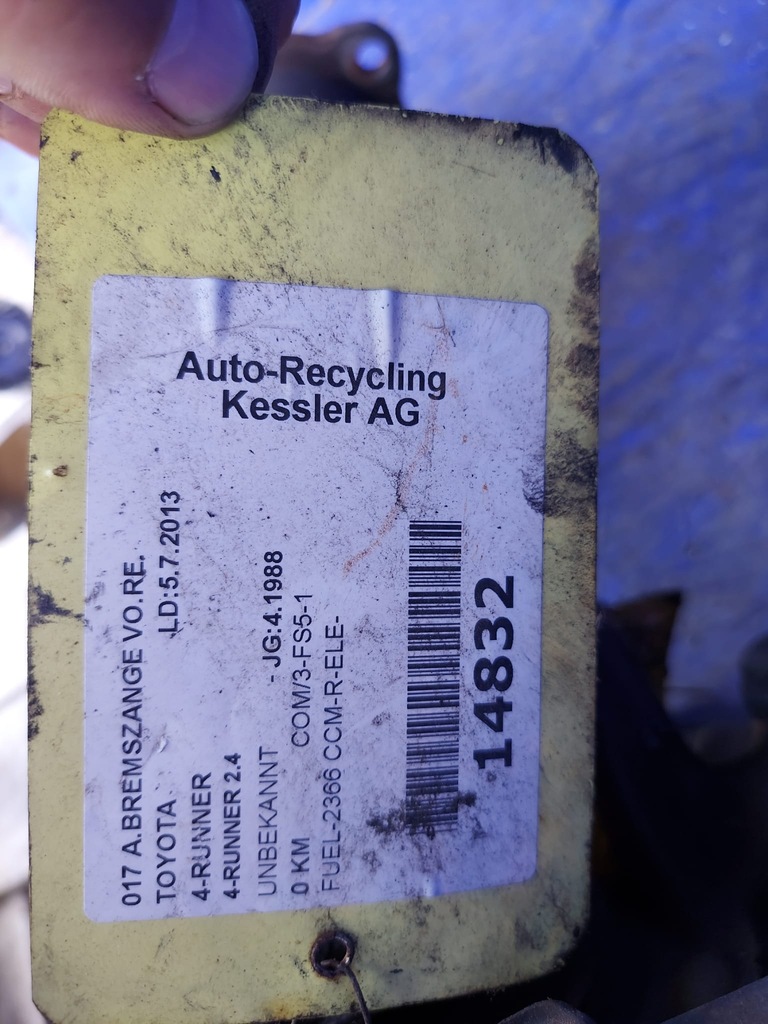 Auto-Recycling
Kessler AG
017 A.BREMSZANGE VO.RE.
TOYOTA LD:5.7.2013
4-RUNNER
4-RUNNER 2.4
UNBEKANNT - JG:4.1988
0 KM COM/3-FS5-1
FUEL-2366 CCM-R-ELE-
14832